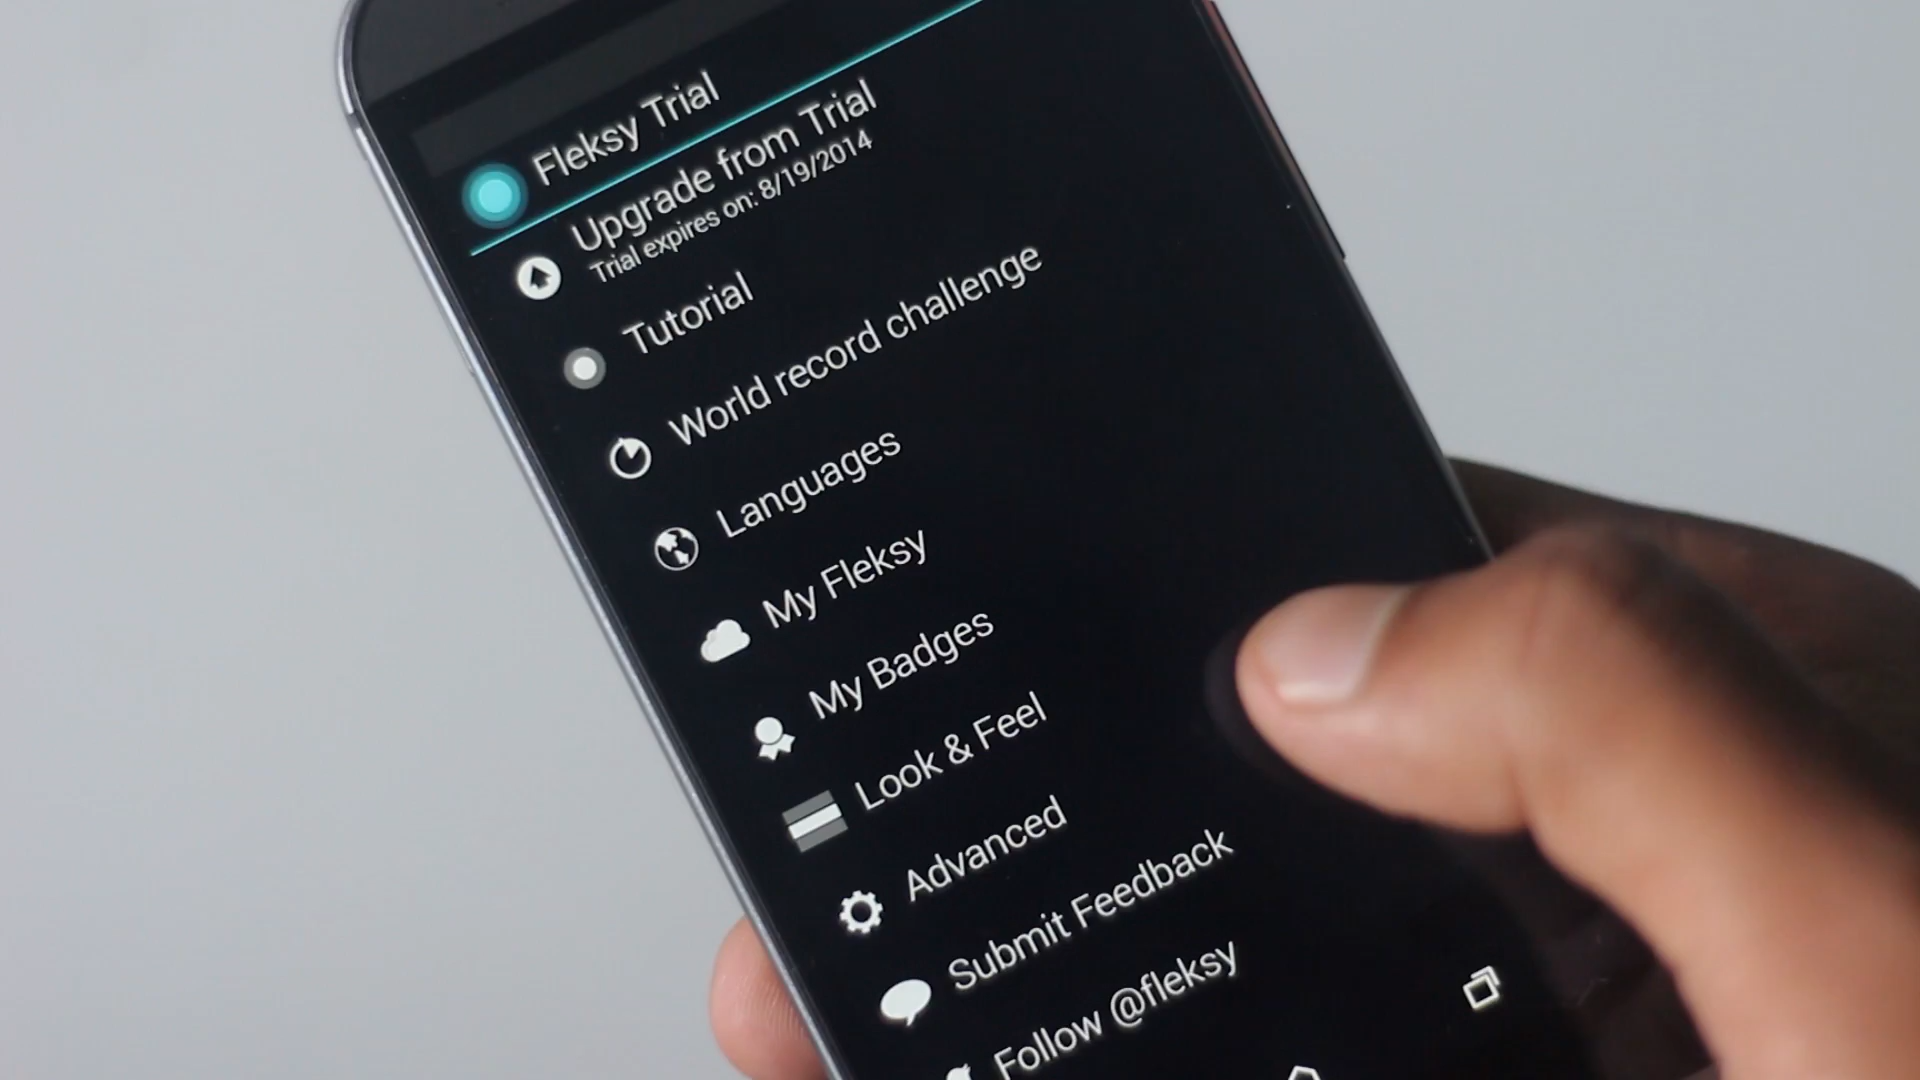 Fleksy Trial
Upgrade from Trial
Trial expires on: 8/19/2014
Tutorial
World record challenge
Languages
My Fleksy
My Badges
Look & Feel
Advanced
Submit Feedback
Follow @fleksy